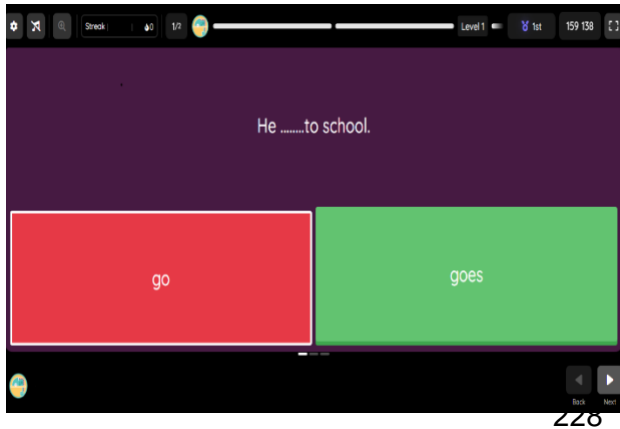 Streak 0 1/2 Level 1 1st 159 138
He ........to school.
go
goes
Back Next
228